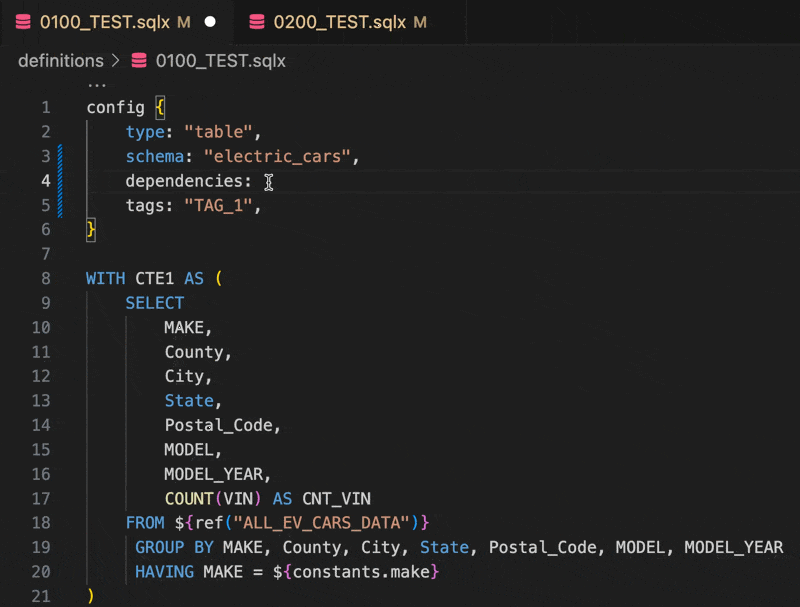 0100_TEST.sqlx M ● 0200_TEST.sqlx M
definitions > 0100_TEST.sqlx
...
1 config {
2 type: "table",
3 schema: "electric_cars",
4 dependencies:
5 tags: "TAG_1",
6 }
7
8 WITH CTE1 AS (
9 SELECT
10 MAKE,
11 County,
12 City,
13 State,
14 Postal_Code,
15 MODEL,
16 MODEL_YEAR,
17 COUNT(VIN) AS CNT_VIN
18 FROM ${ref("ALL_EV_CARS_DATA")}
19 GROUP BY MAKE, County, City, State, Postal_Code, MODEL, MODEL_YEAR
20 HAVING MAKE = ${constants.make}
21 )